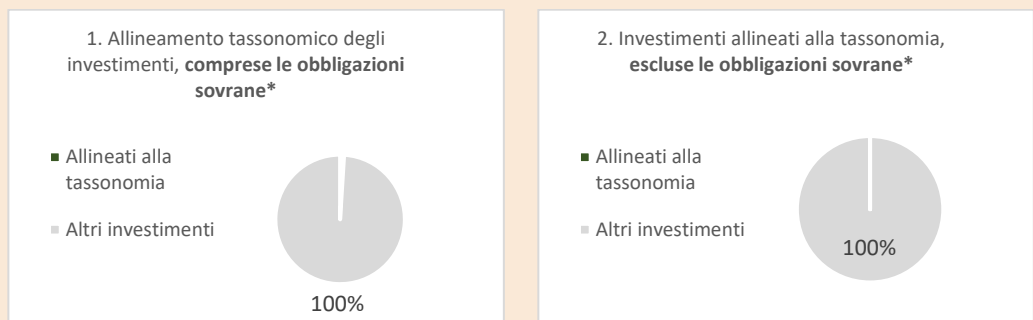 1. Allineamento tassonomico degli
investimenti, comprese le obbligazioni
sovrane*
Allineati alla
tassonomia
Altri investimenti
100%
2. Investimenti allineati alla tassonomia,
escluse le obbligazioni sovrane*
Allineati alla
tassonomia
Altri investimenti
100%